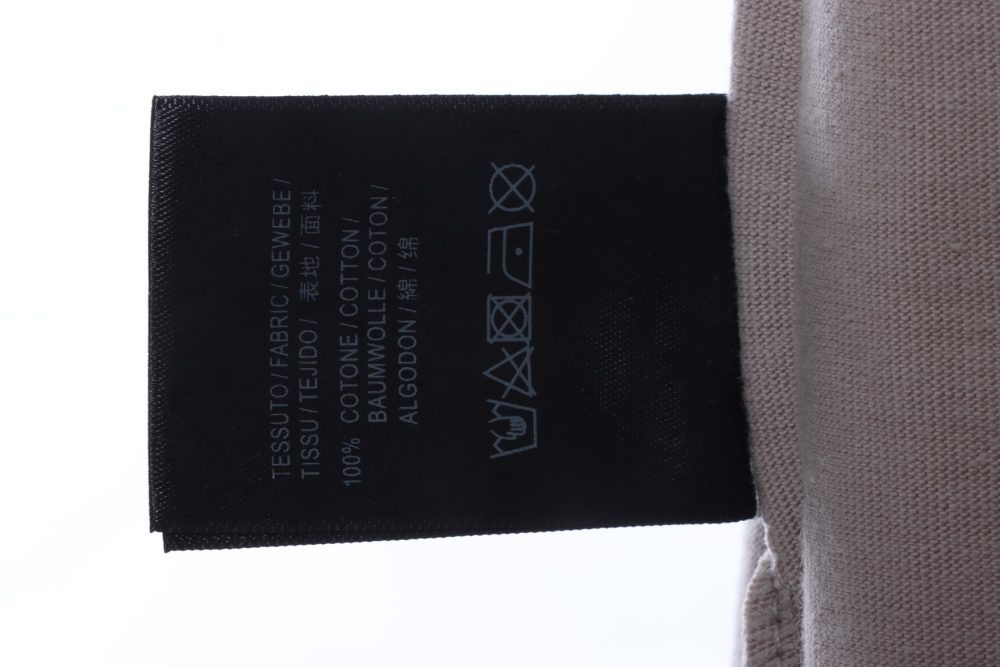 TESSUTO / FABRIC / GEWEBE /
TISSU / TEJIDO / 表地 / 面料
100% COTONE / COTTON /
BAUMWOLLE / COTON /
ALGODON / 綿 / 绵